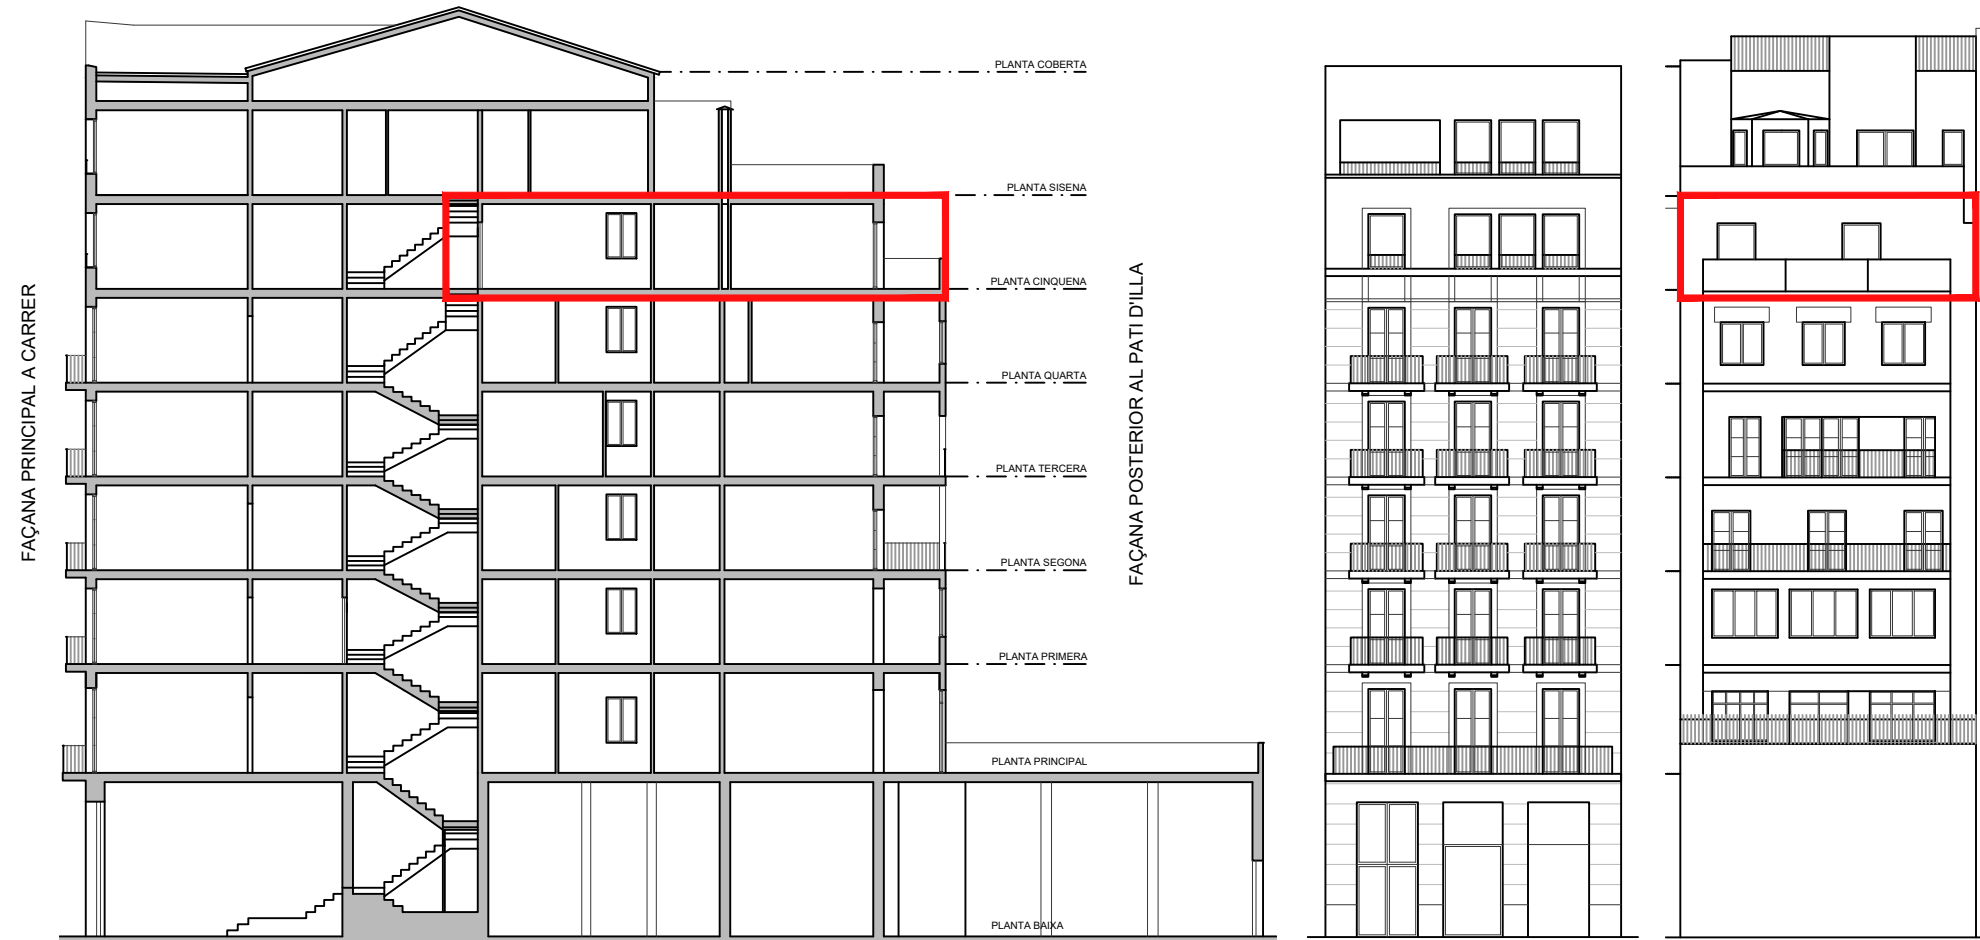 FAÇANA PRINCIPAL A CARRER
PLANTA COBERTA
PLANTA SISENA
PLANTA CINQUENA
PLANTA QUARTA
PLANTA TERCERA
PLANTA SEGONA
PLANTA PRIMERA
PLANTA PRINCIPAL
PLANTA BAIXA
FAÇANA POSTERIOR AL PATI D'ILLA